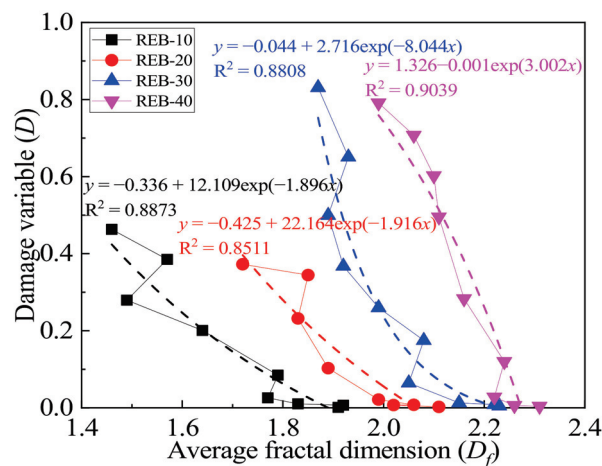 REB-10
REB-20
REB-30
REB-40
y = −0.044 + 2.716exp(−8.044x)
R² = 0.8808
y = 1.326−0.001exp(3.002x)
R² = 0.9039
y = −0.336 + 12.109exp(−1.896x)
R² = 0.8873
y = −0.425 + 22.164exp(−1.916x)
R² = 0.8511
Damage variable (D)
1.0
0.8
0.6
0.4
0.2
0.0
1.4 1.6 1.8 2.0 2.2 2.4
Average fractal dimension (D_f)